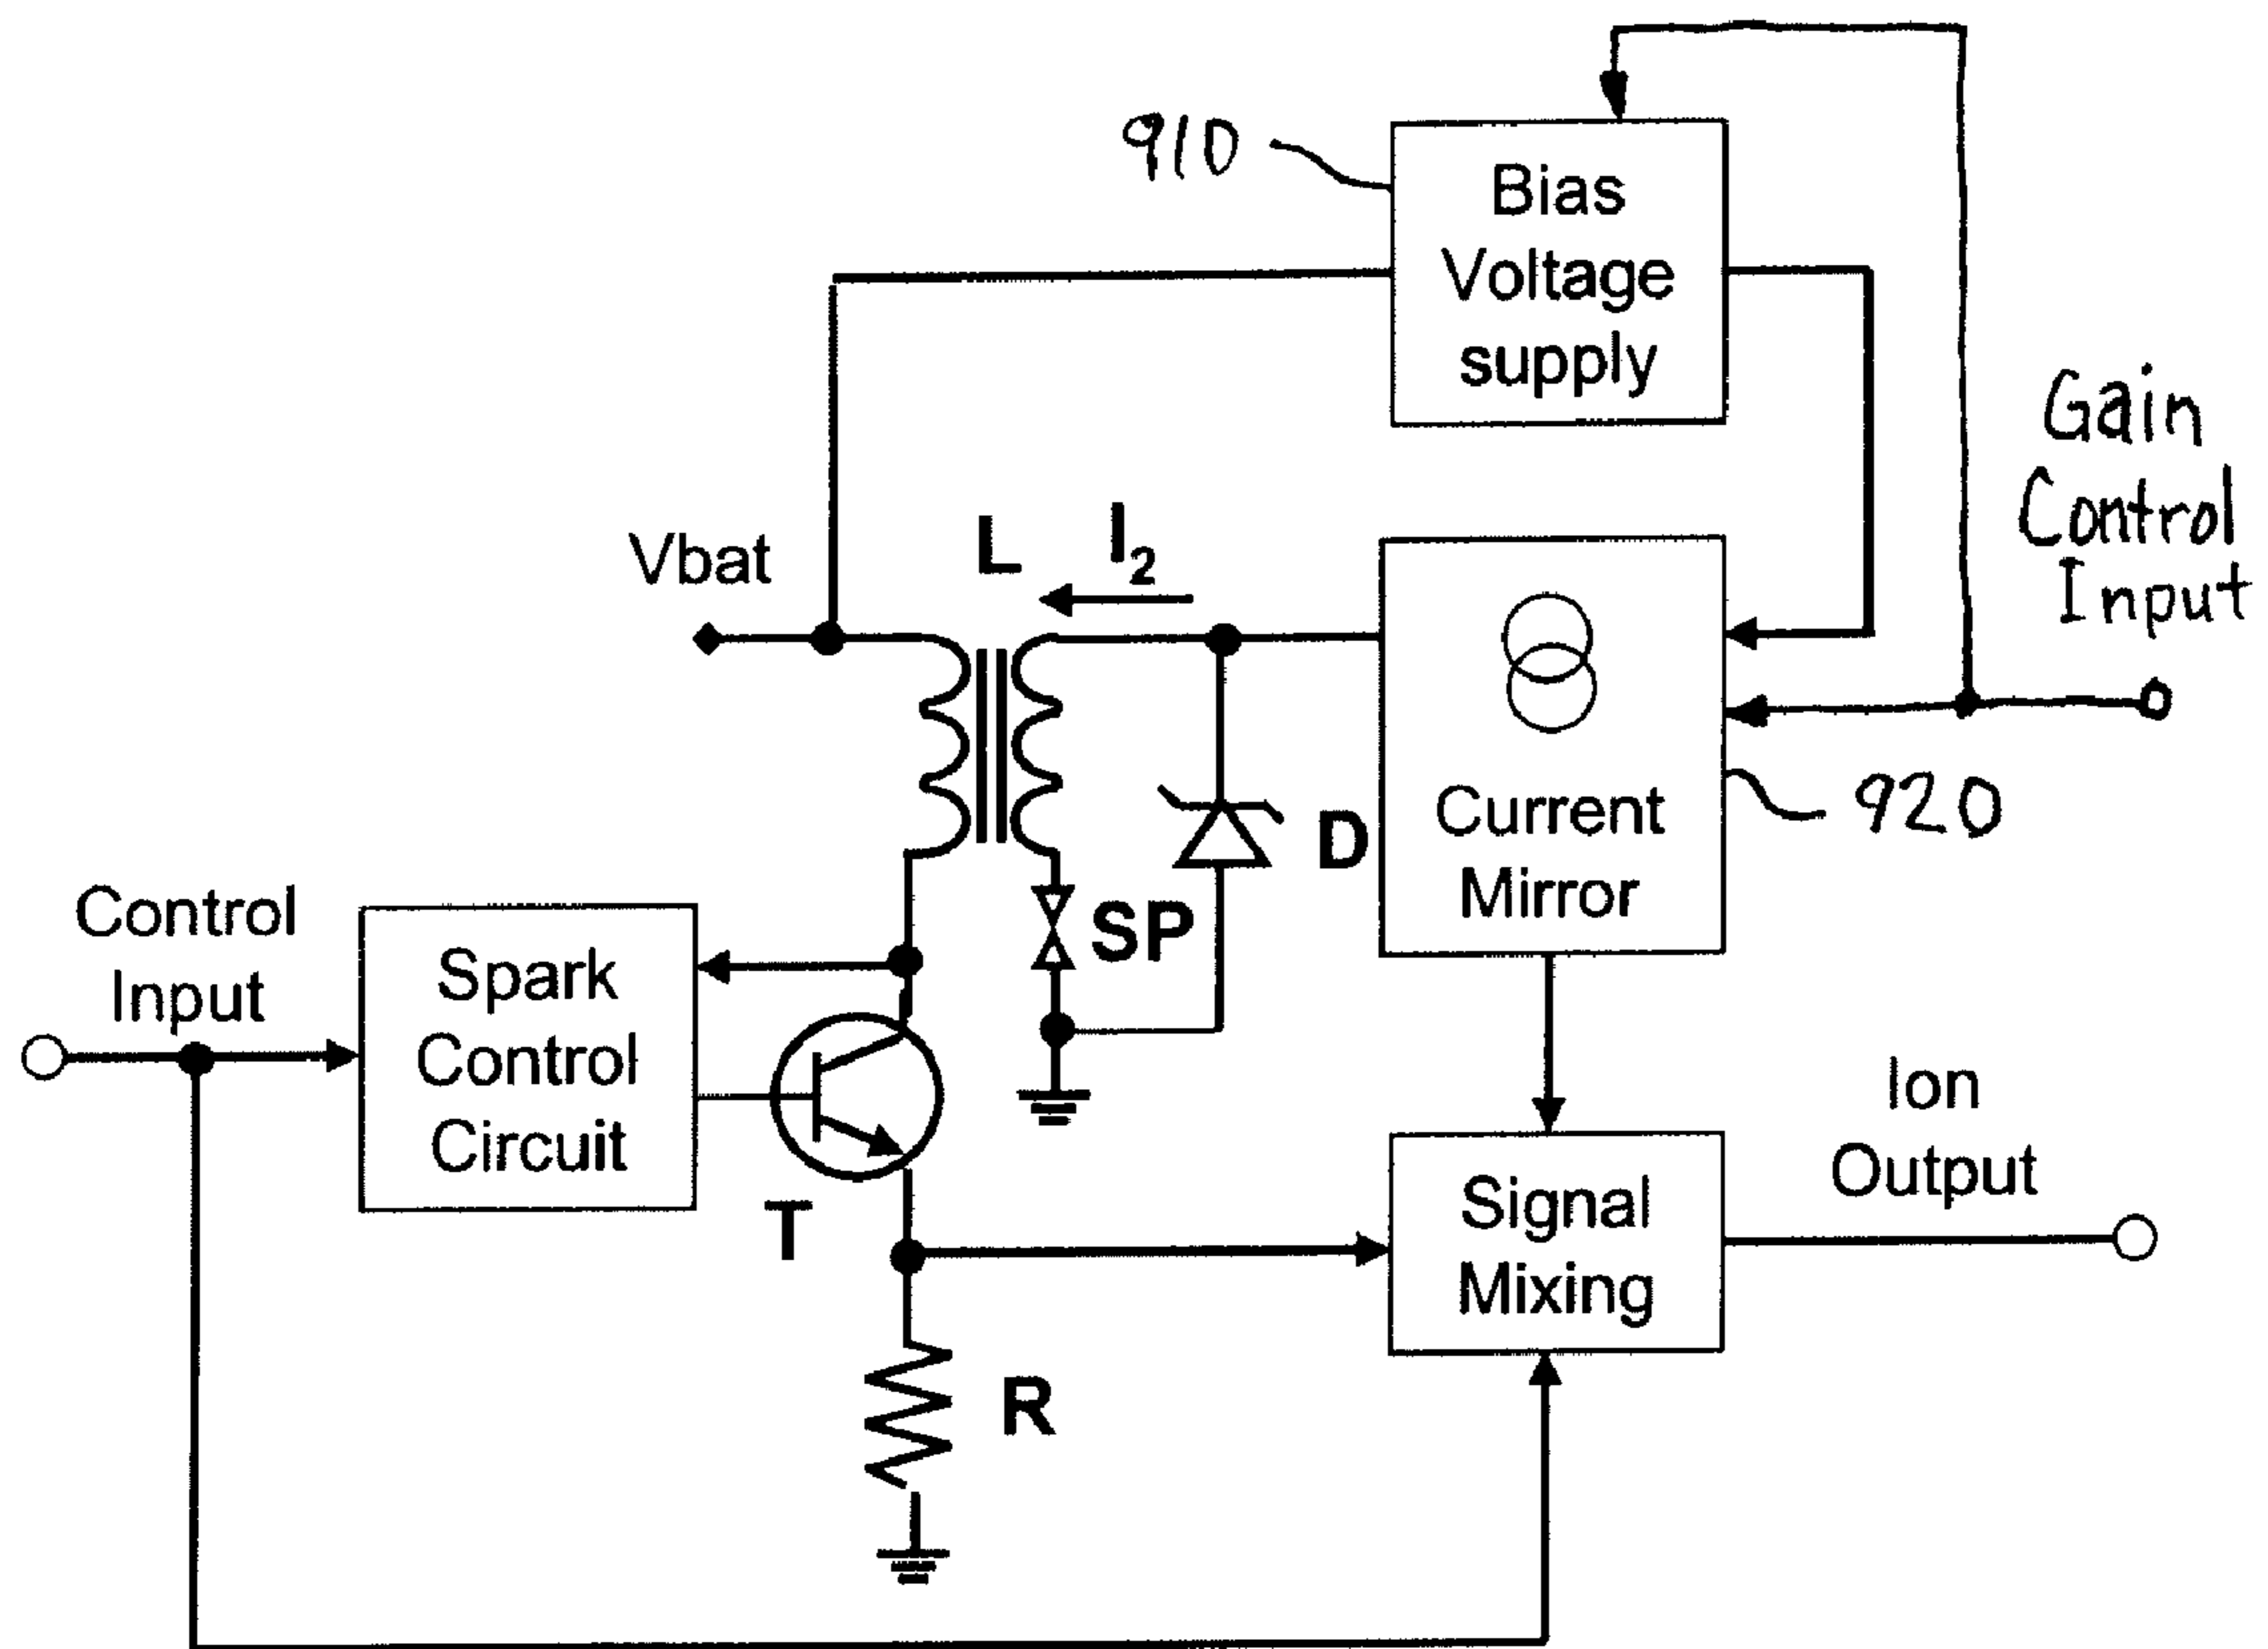 910
Bias
Voltage
supply
Gain
Control
Input
Vbat
L
I₂
D
Current
Mirror
920
Control
Input
Spark
Control
Circuit
SP
T
R
Signal
Mixing
Ion
Output